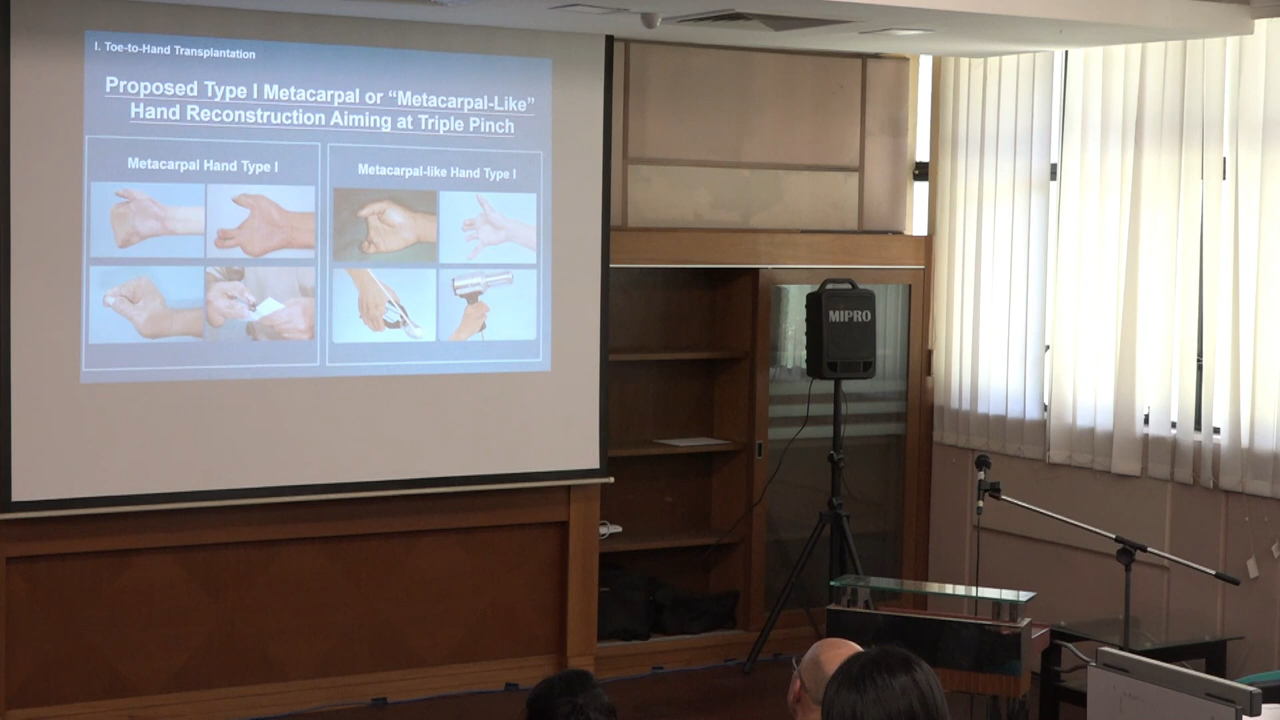 I. Toe-to-Hand Transplantation
Proposed Type I Metacarpal or “Metacarpal-Like”
Hand Reconstruction Aiming at Triple Pinch
Metacarpal Hand Type I
Metacarpal-like Hand Type I
MIPRO